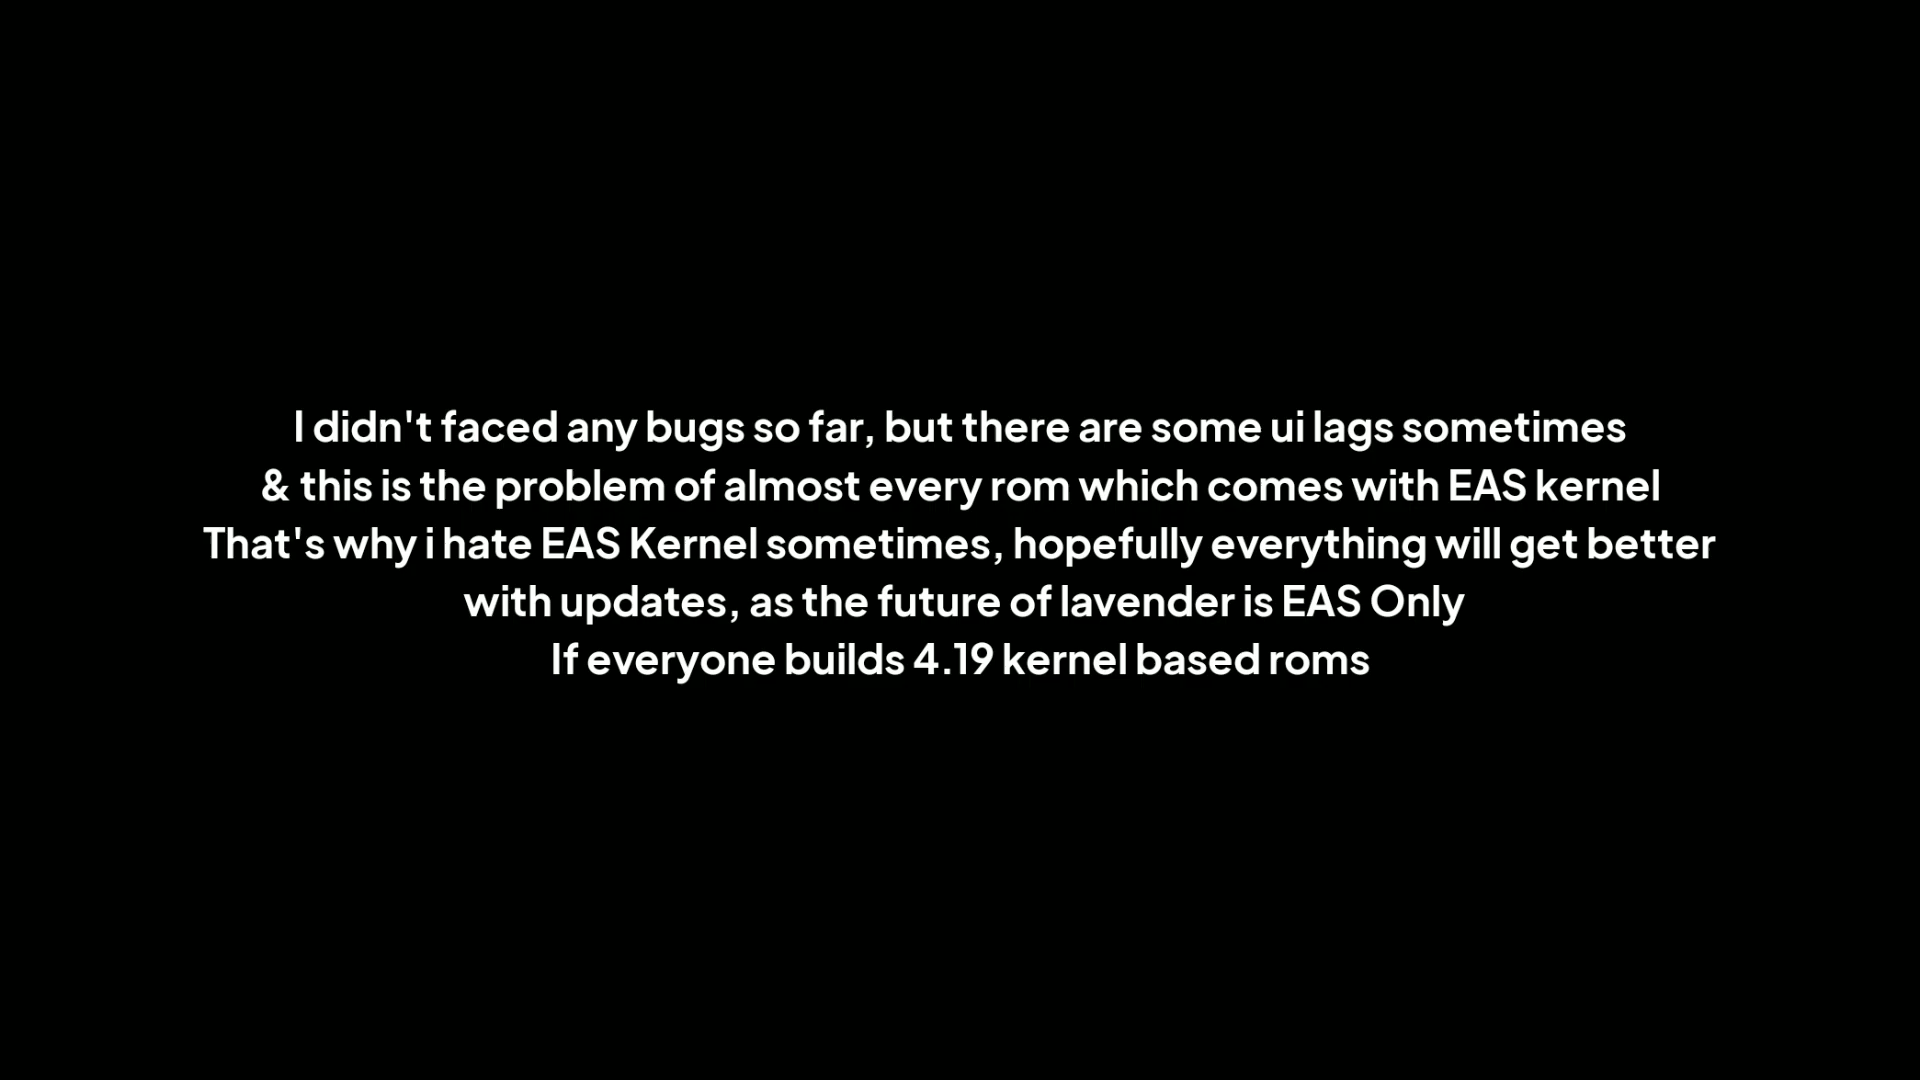 I didn't faced any bugs so far, but there are some ui lags sometimes
& this is the problem of almost every rom which comes with EAS kernel
That's why i hate EAS Kernel sometimes, hopefully everything will get better
with updates, as the future of lavender is EAS Only
If everyone builds 4.19 kernel based roms